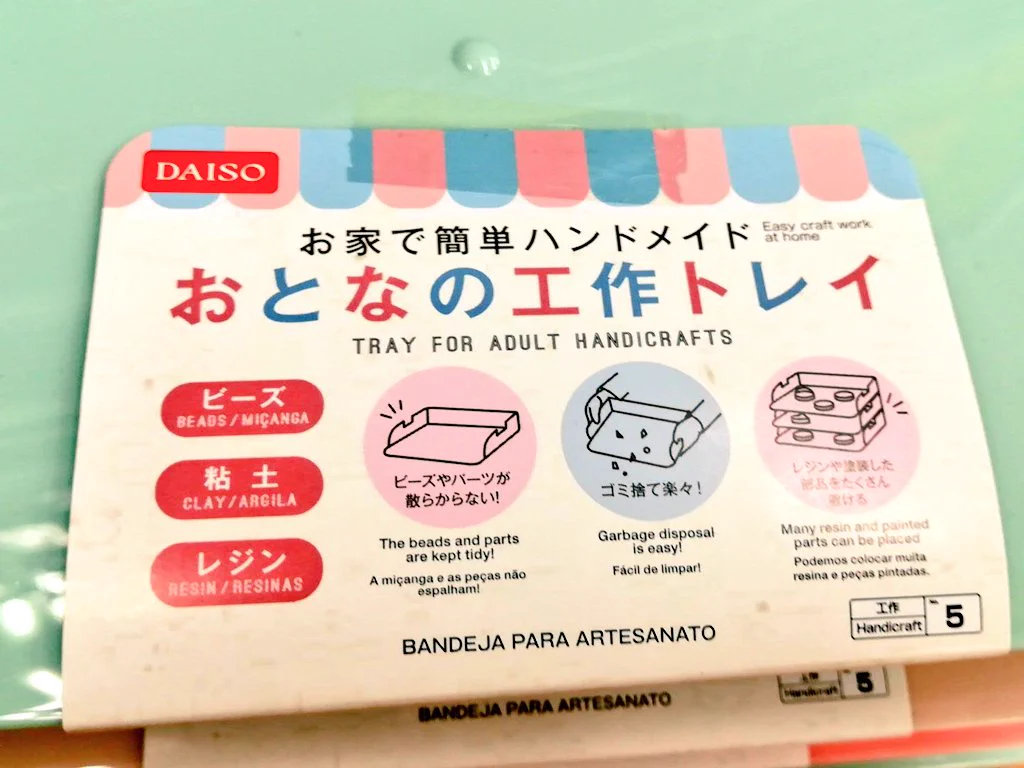 DAISO
お家で簡単ハンドメイド
Easy craft work
at home
おとなの工作トレイ
TRAY FOR ADULT HANDICRAFTS
ビーズ
BEADS/MIÇANGA
粘土
CLAY/ARGILA
レジン
RESIN/RESINAS
ビーズやパーツが
散らからない!
The beads and parts
are kept tidy!
A miçanga e as peças não
espalham!
ゴミ捨て楽々!
Garbage disposal
is easy!
Fácil de limpar!
レジンや塗装した
部品をたくさん
置ける
Many resin and painted
parts can be placed
Podemos colocar muita
resina e peças pintadas.
BANDEJA PARA ARTESANATO
工作
Handicraft
No. 5
BANDEJA PARA ARTESANATO
工作
Handicraft
5